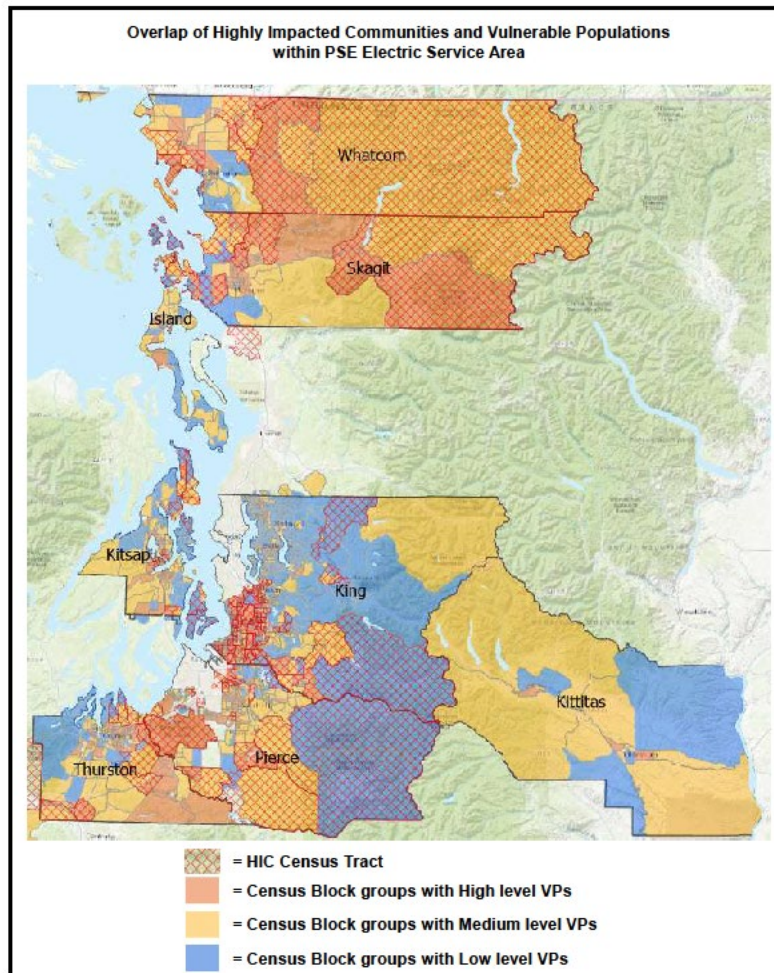 Overlap of Highly Impacted Communities and Vulnerable Populations
within PSE Electric Service Area
Whatcom
Skagit
Island
Kitsap
King
Kittitas
Thurston
Pierce
= HIC Census Tract
= Census Block groups with High level VPs
= Census Block groups with Medium level VPs
= Census Block groups with Low level VPs